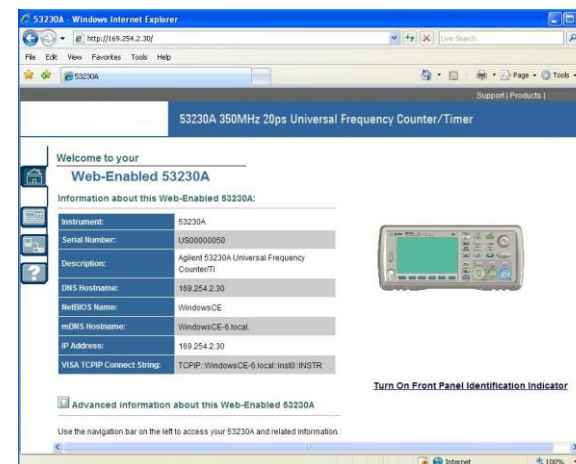 53230A - Windows Internet Explorer
http://169.254.2.30/
Live Search
File Edit View Favorites Tools Help
53230A
Page Tools
Support | Products |
53230A 350MHz 20ps Universal Frequency Counter/Timer
Welcome to your
Web-Enabled 53230A
Information about this Web-Enabled 53230A:
Instrument: 53230A
Serial Number: US00000050
Description: Agilent 53230A Universal Frequency
Counter/Ti
DNS Hostname: 169.254.2.30
NetBIOS Name: WindowsCE
mDNS Hostname: WindowsCE-6.local.
IP Address: 169.254.2.30
VISA TCPIP Connect String: TCPIP::WindowsCE-6.local::inst0::INSTR
Turn On Front Panel Identification Indicator
Advanced information about this Web-Enabled 53230A
Use the navigation bar on the left to access your 53230A and related information.
Internet 100%